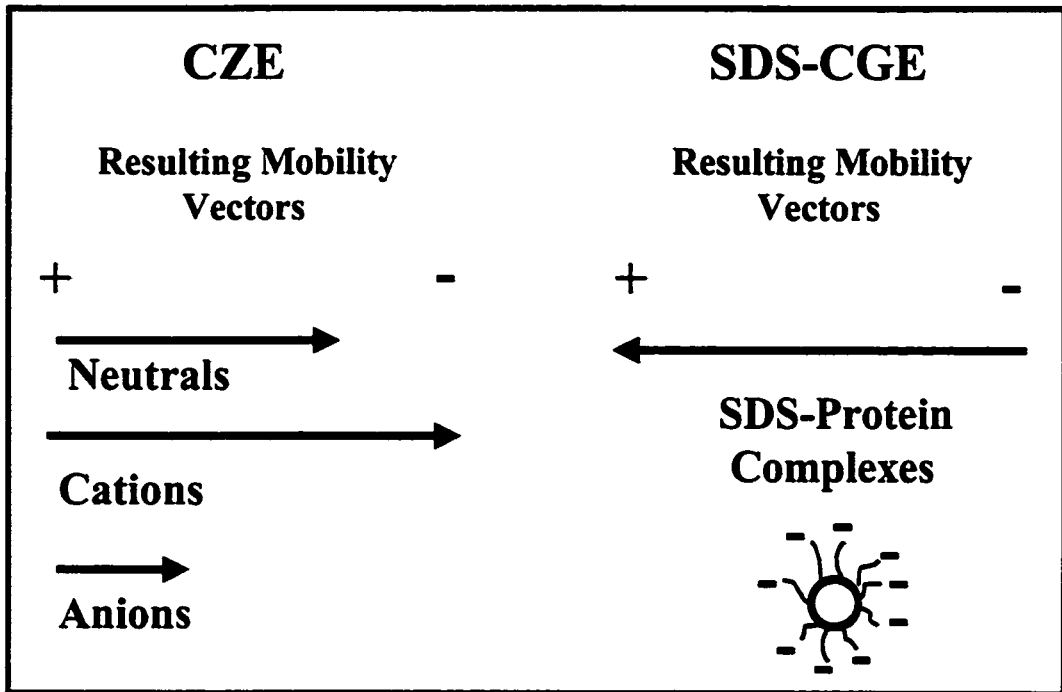 CZE
Resulting Mobility
Vectors
+ -
Neutrals
Cations
Anions
SDS-CGE
Resulting Mobility
Vectors
+ -
SDS-Protein
Complexes
- - - - - - - - - -